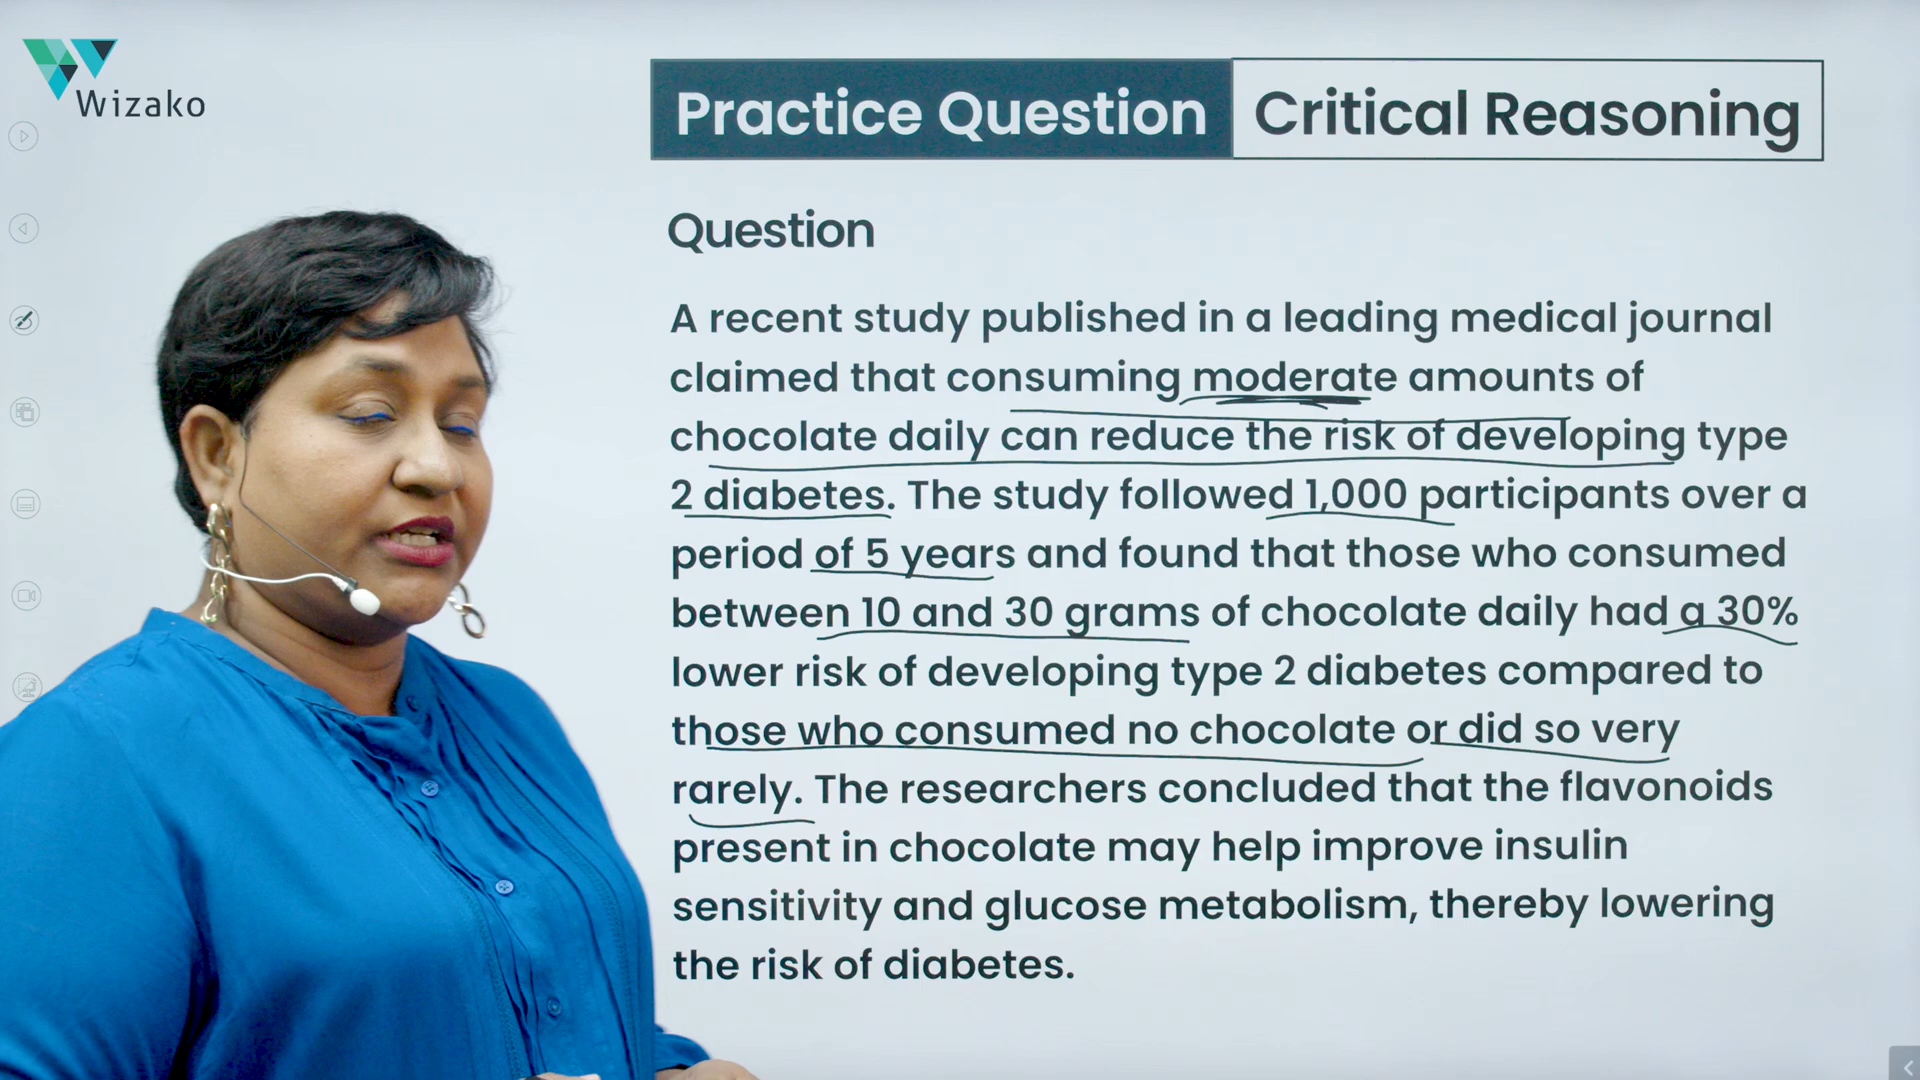 Wizako
Practice Question
Critical Reasoning
Question
A recent study published in a leading medical journal
claimed that consuming moderate amounts of
chocolate daily can reduce the risk of developing type
2 diabetes. The study followed 1,000 participants over a
period of 5 years and found that those who consumed
between 10 and 30 grams of chocolate daily had a 30%
lower risk of developing type 2 diabetes compared to
those who consumed no chocolate or did so very
rarely. The researchers concluded that the flavonoids
present in chocolate may help improve insulin
sensitivity and glucose metabolism, thereby lowering
the risk of diabetes.